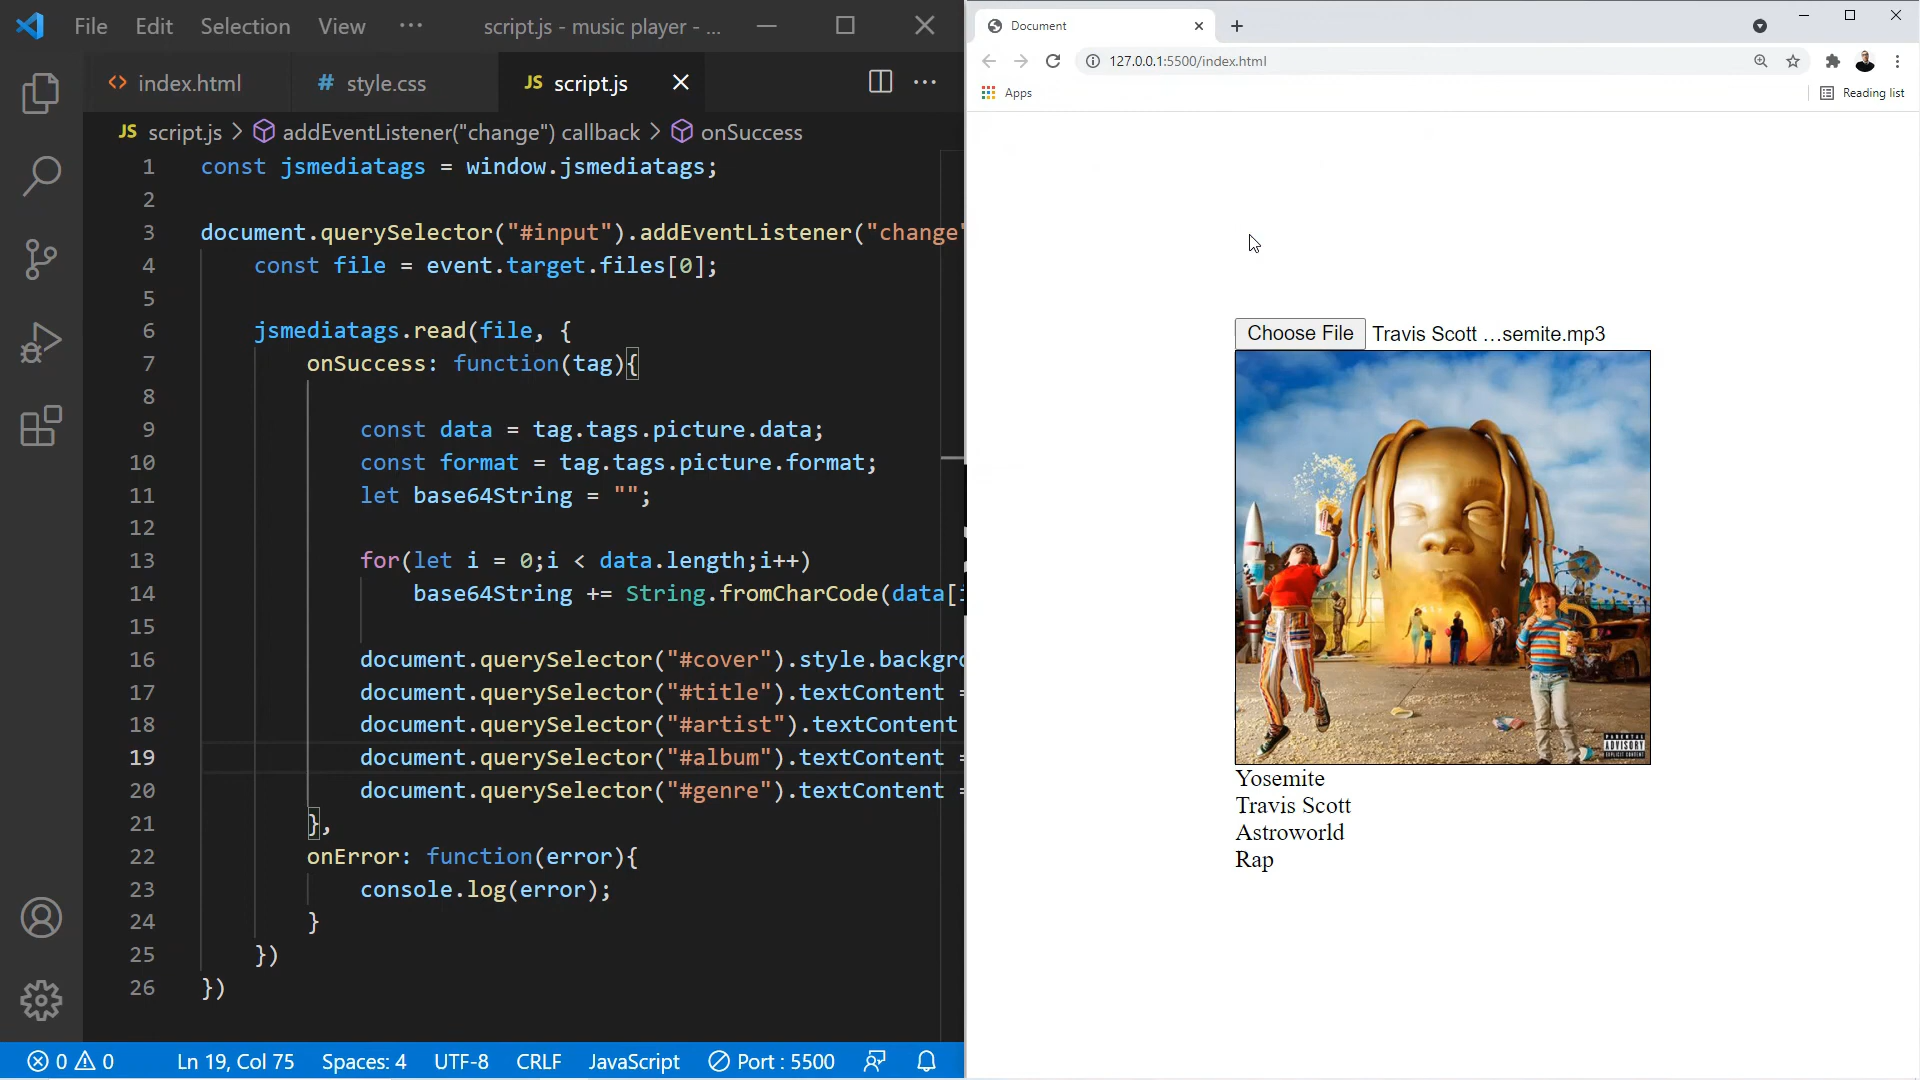 File Edit Selection View ··· script.js - music player - ...
index.html
style.css
JS script.js
JS script.js > addEventListener("change") callback > onSuccess
1 const jsmediatags = window.jsmediatags;
2
3 document.querySelector("#input").addEventListener("change"
4 const file = event.target.files[0];
5
6 jsmediatags.read(file, {
7 onSuccess: function(tag){
8
9 const data = tag.tags.picture.data;
10 const format = tag.tags.picture.format;
11 let base64String = "";
12
13 for(let i = 0;i < data.length;i++)
14 base64String += String.fromCharCode(data[i
15
16 document.querySelector("#cover").style.backgro
17 document.querySelector("#title").textContent =
18 document.querySelector("#artist").textContent
19 document.querySelector("#album").textContent =
20 document.querySelector("#genre").textContent =
21 },
22 onError: function(error){
23 console.log(error);
24 }
25 })
26 })
0 0 Ln 19, Col 75 Spaces: 4 UTF-8 CRLF JavaScript Port : 5500
Document
127.0.0.1:5500/index.html
Apps
Reading list
Choose File Travis Scott ...semite.mp3
PARENTAL
ADVISORY
EXPLICIT CONTENT
Yosemite
Travis Scott
Astroworld
Rap